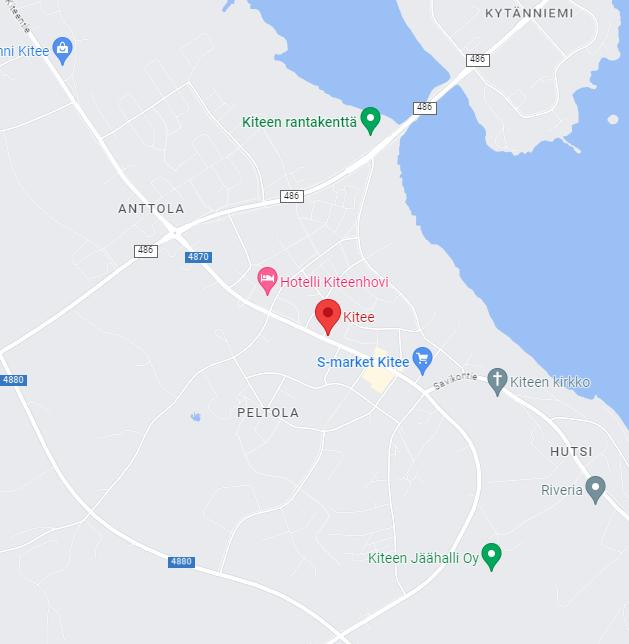 Kiteentie
KYTÄNNIEMI
nni Kitee
486
486
Kiteen rantakenttä
486
ANTTOLA
486
4870
Hotelli Kiteenhovi
Kitee
S-market Kitee
Savikontie
Kiteen kirkko
4880
PELTOLA
HUTSI
Riveria
Kiteen Jäähalli Oy
4880